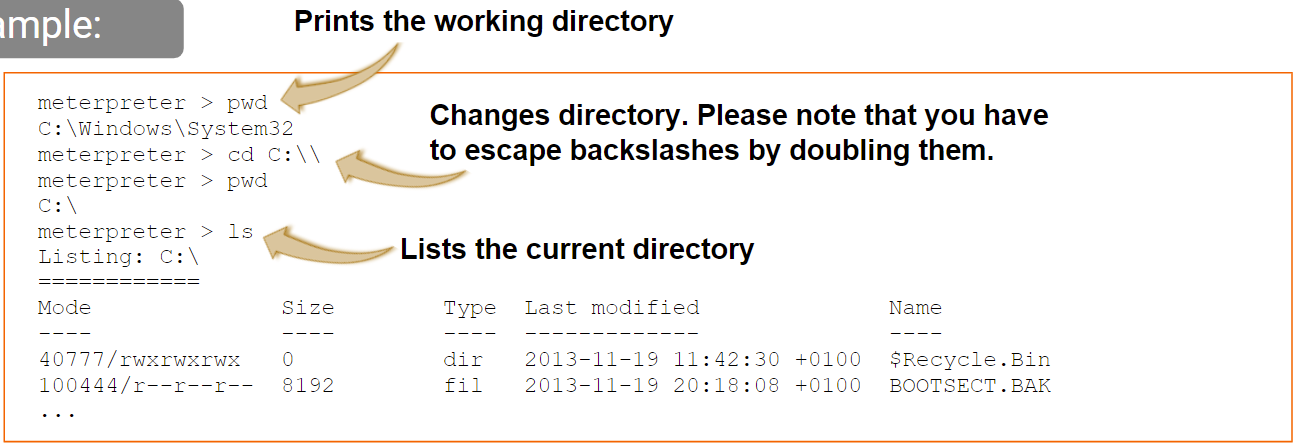 ample:
Prints the working directory
meterpreter > pwd
C:\Windows\System32
meterpreter > cd C:\\
meterpreter > pwd
C:\
meterpreter > ls
Listing: C:\
============
Changes directory. Please note that you have
to escape backslashes by doubling them.
Lists the current directory
Mode Size Type Last modified Name
---- ---- ---- ------------- ----
40777/rwxrwxrwx 0 dir 2013-11-19 11:42:30 +0100 $Recycle.Bin
100444/r--r--r-- 8192 fil 2013-11-19 20:18:08 +0100 BOOTSECT.BAK
...